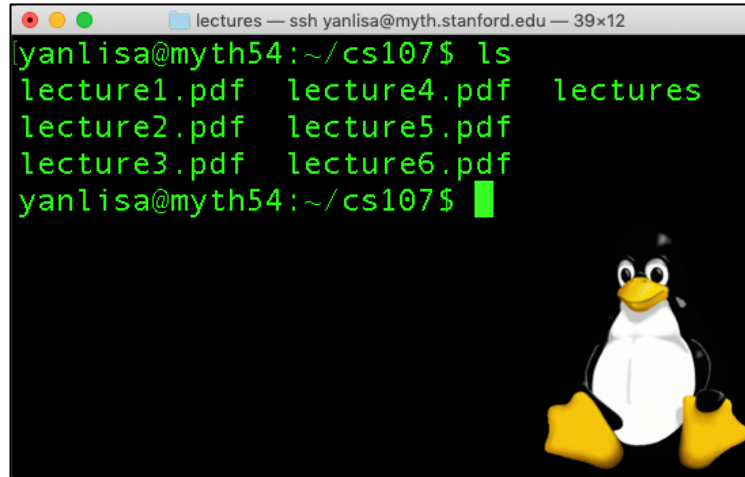 lectures — ssh yanlisa@myth.stanford.edu — 39×12
[yanlisa@myth54:~/cs107$ ls
lecture1.pdf  lecture4.pdf  lectures
lecture2.pdf  lecture5.pdf
lecture3.pdf  lecture6.pdf
yanlisa@myth54:~/cs107$